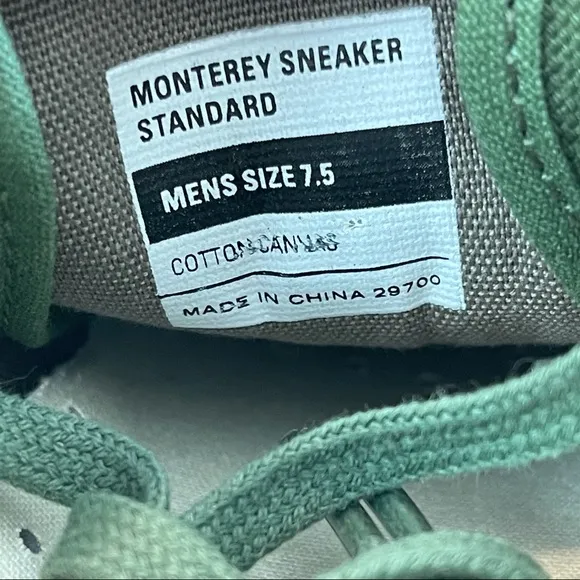 MONTEREY SNEAKER
STANDARD
MENS SIZE 7.5
COTTON CANVAS
MADE IN CHINA 29700